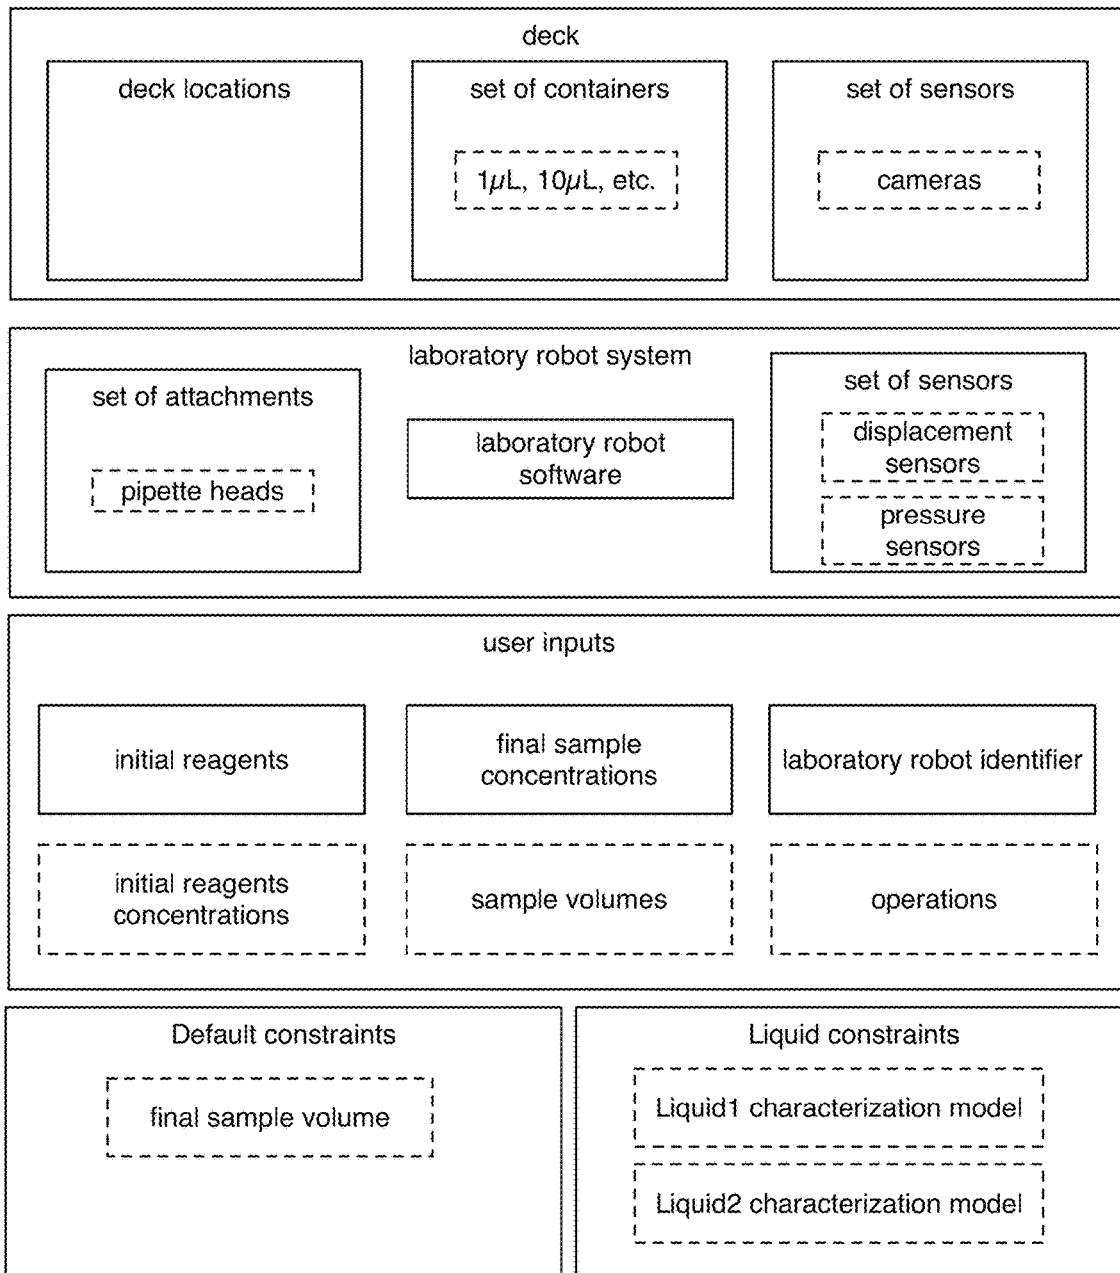 deck
deck locations
set of containers
set of sensors
1µL, 10µL, etc.
cameras
laboratory robot system
set of attachments
pipette heads
laboratory robot
software
set of sensors
displacement
sensors
pressure
sensors
user inputs
initial reagents
final sample
concentrations
laboratory robot identifier
initial reagents
concentrations
sample volumes
operations
Default constraints
final sample volume
Liquid constraints
Liquid1 characterization model
Liquid2 characterization model